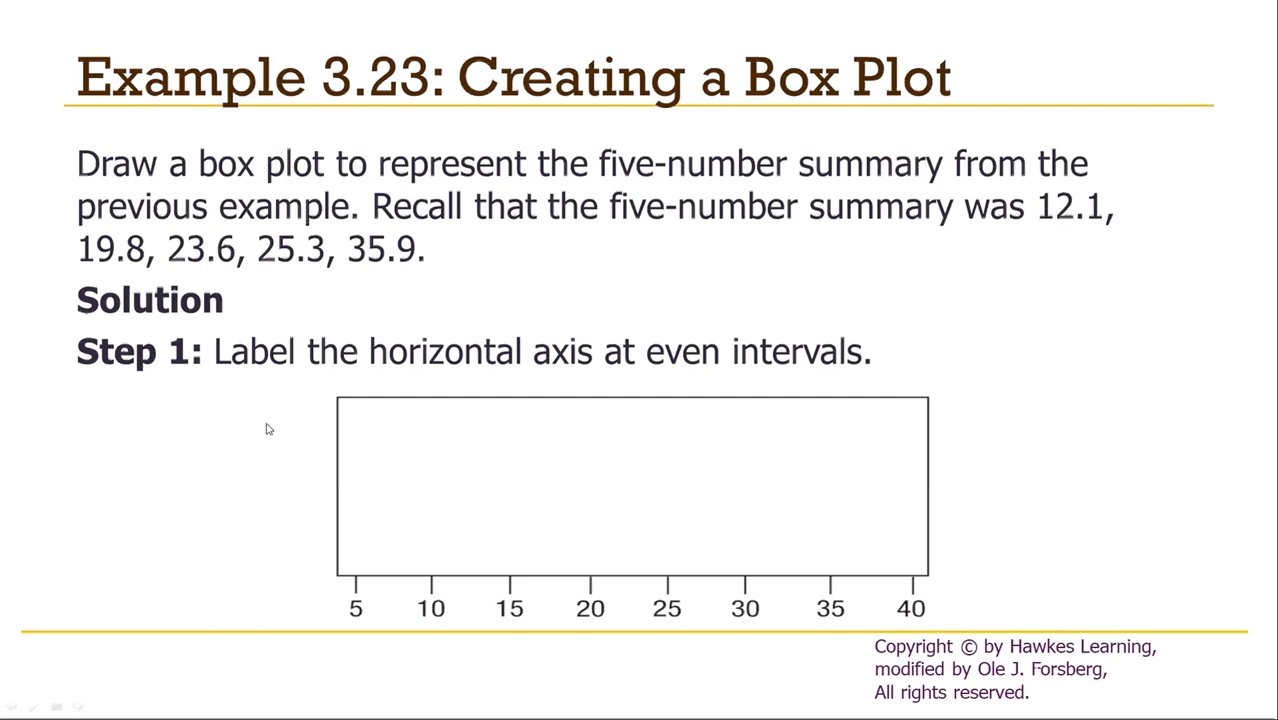 Example 3.23: Creating a Box Plot
Draw a box plot to represent the five-number summary from the
previous example. Recall that the five-number summary was 12.1,
19.8, 23.6, 25.3, 35.9.
Solution
Step 1: Label the horizontal axis at even intervals.
5 10 15 20 25 30 35 40
Copyright © by Hawkes Learning,
modified by Ole J. Forsberg,
All rights reserved.